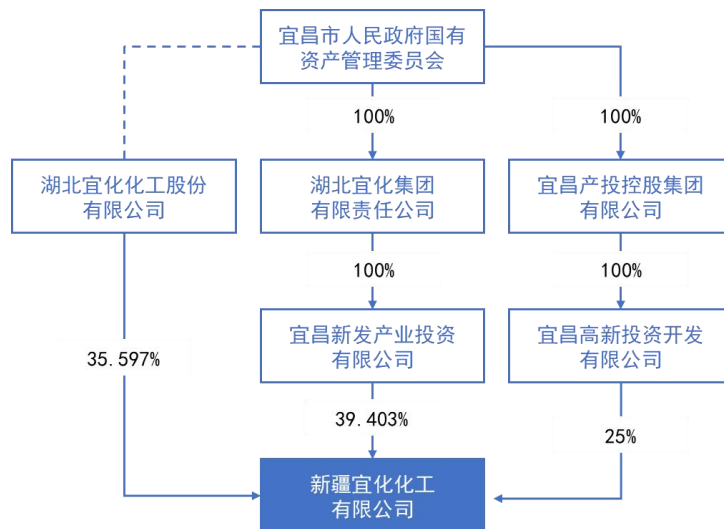 宜昌市人民政府国有
资产管理委员会
100%
100%
湖北宜化化工股份
有限公司
湖北宜化集团
有限责任公司
宜昌产投控股集团
有限公司
100%
100%
宜昌新发产业投资
有限公司
宜昌高新投资开发
有限公司
35.597%
39.403%
25%
新疆宜化化工
有限公司